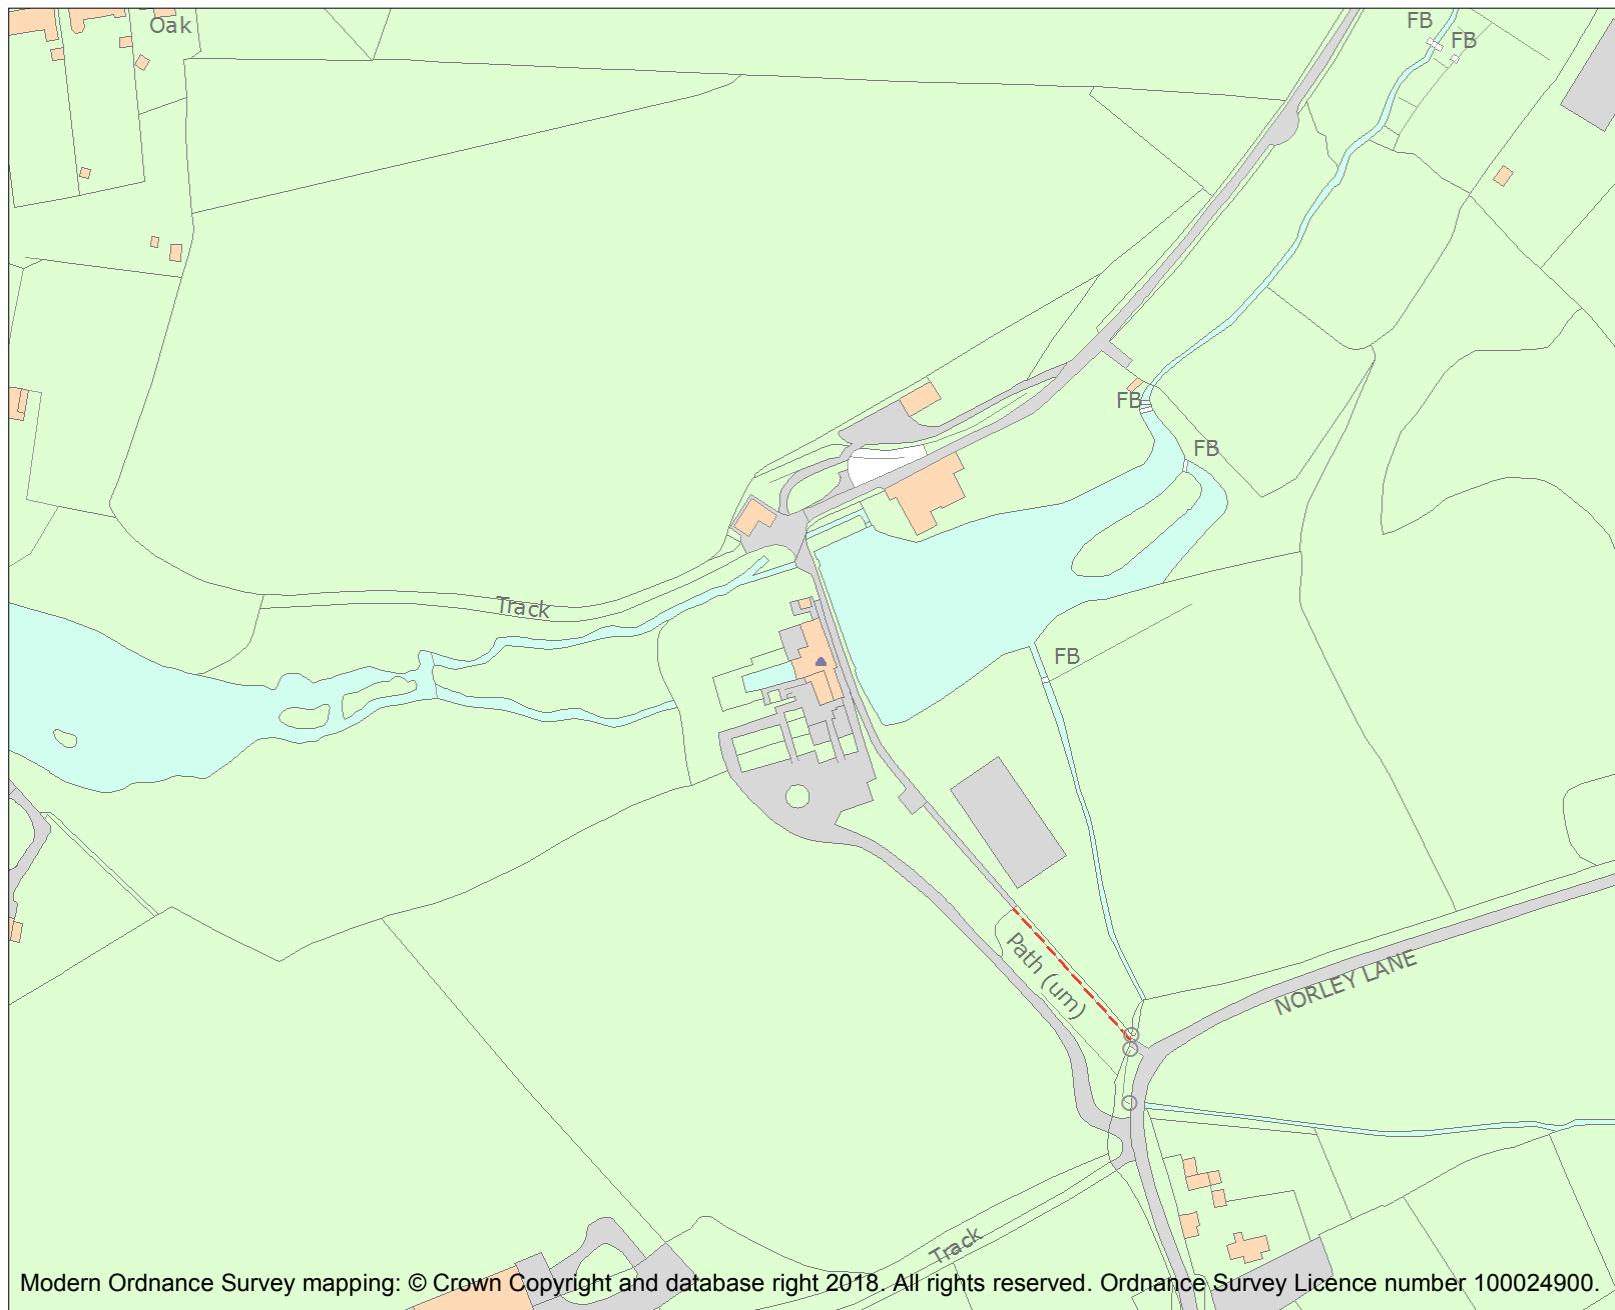 Oak
FB
FB
FB
FB
Track
FB
Path (um)
NORLEY LANE
Track
Modern Ordnance Survey mapping: © Crown Copyright and database right 2018. All rights reserved. Ordnance Survey Licence number 100024900.